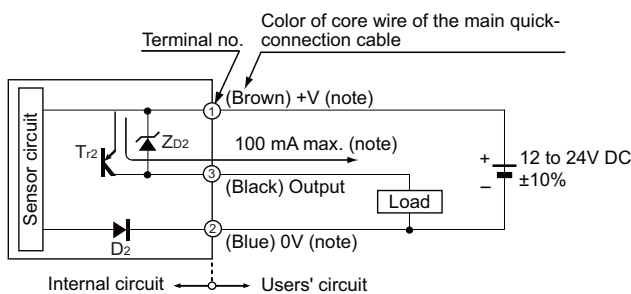 Color of core wire of the main quick-
connection cable
Terminal no.
Sensor circuit
Tr2
ZD2
D2
1
(Brown) +V (note)
100 mA max. (note)
3
(Black) Output
Load
2
(Blue) 0V (note)
+
−
12 to 24V DC
±10%
Internal circuit
Users' circuit